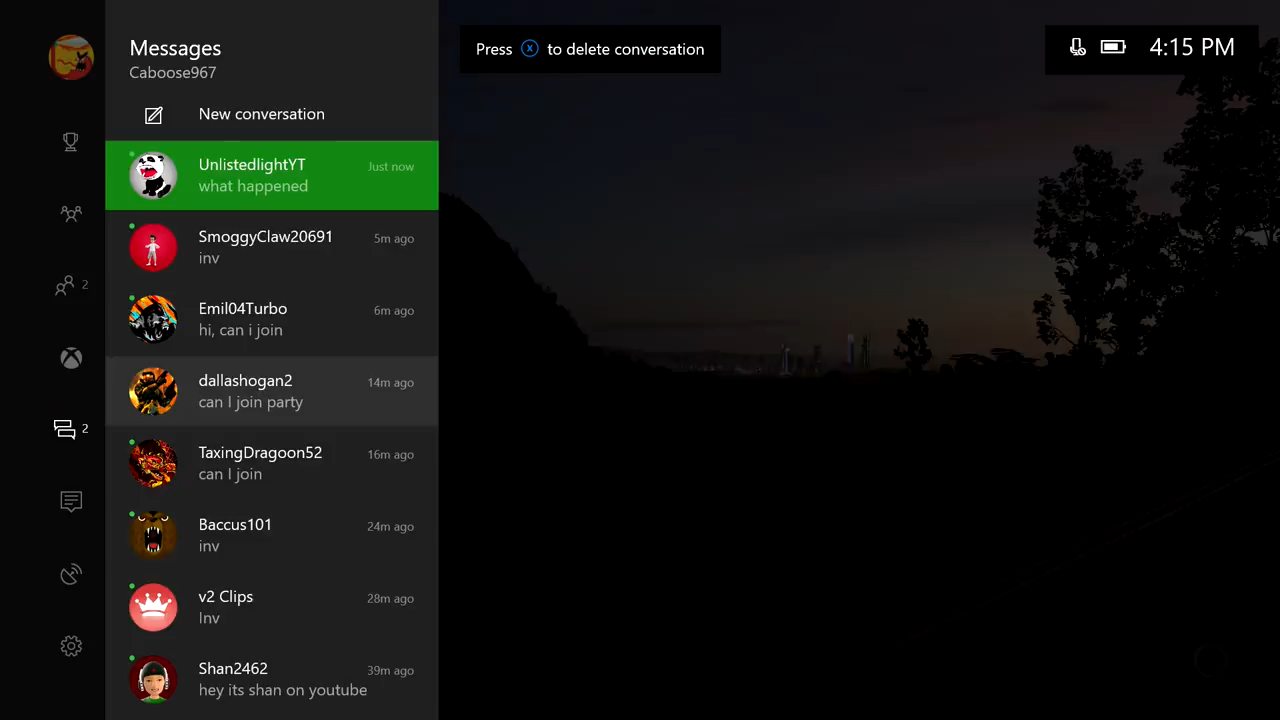 Messages
Caboose967
New conversation
UnlistedlightYT
Just now
what happened
SmoggyClaw20691
5m ago
inv
Emil04Turbo
6m ago
hi, can i join
dallashogan2
14m ago
can I join party
TaxingDragoon52
16m ago
can I join
Baccus101
24m ago
inv
v2 Clips
28m ago
Inv
Shan2462
39m ago
hey its shan on youtube
2
2
Press X to delete conversation
4:15 PM